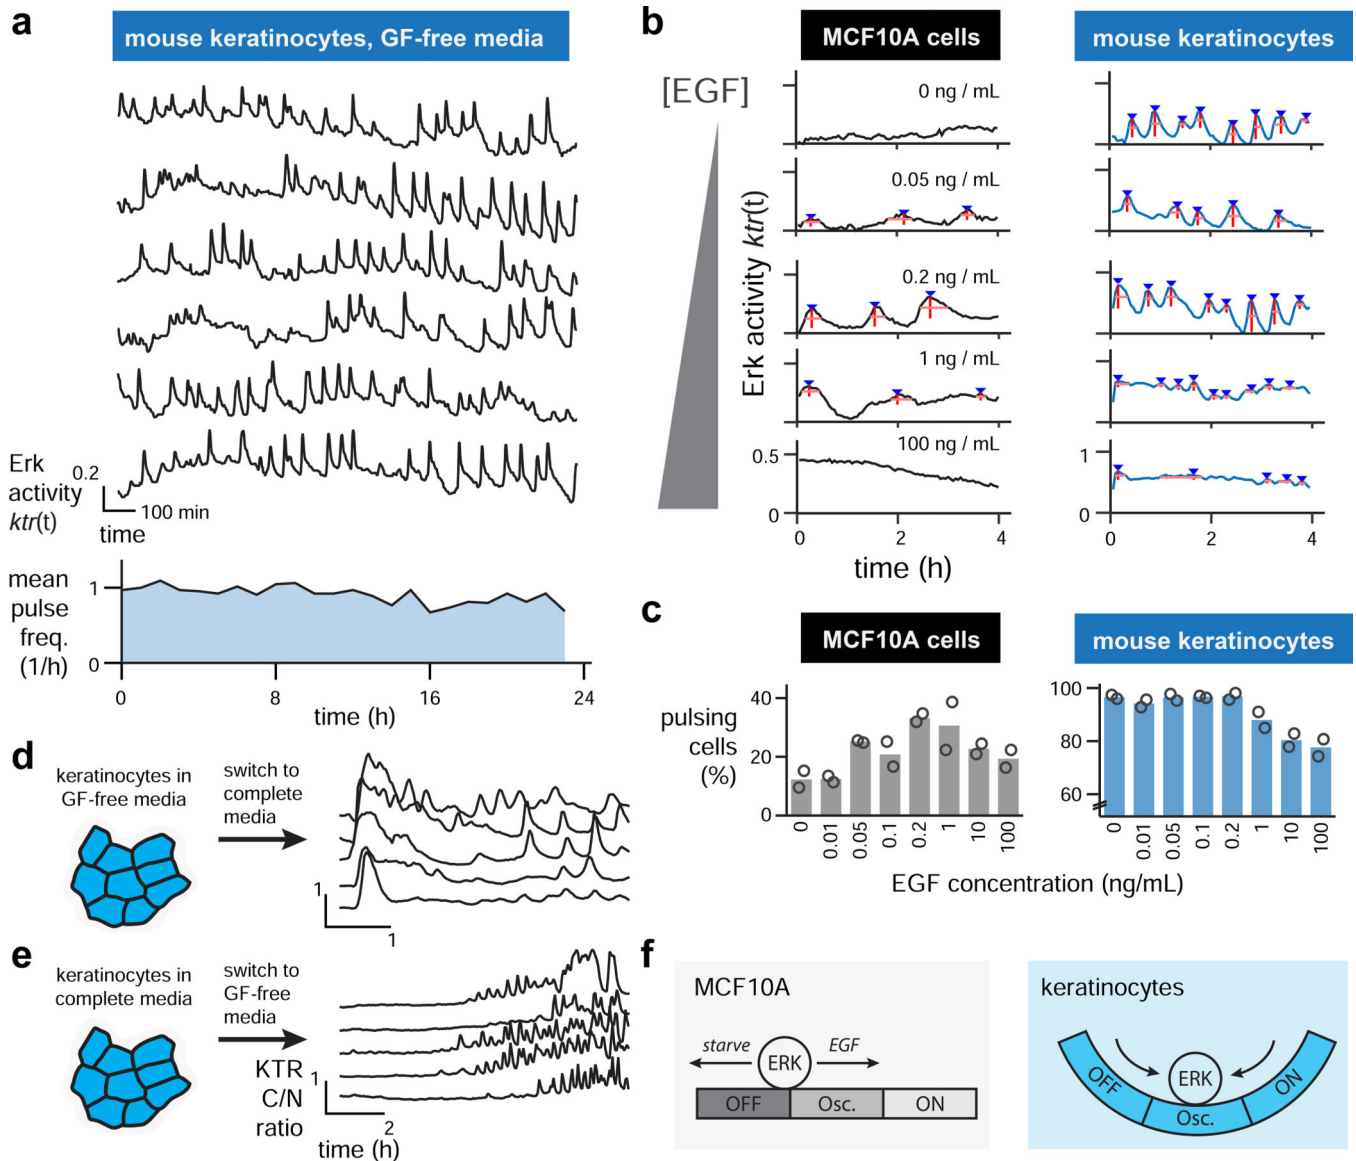 a
mouse keratinocytes, GF-free media
Erk
activity
ktr(t)
0.2
100 min
time
mean
pulse
freq.
(1/h)
1
0
0
8
16
24
time (h)
b
MCF10A cells
mouse keratinocytes
[EGF]
Erk activity ktr(t)
0 ng / mL
0.05 ng / mL
0.2 ng / mL
1 ng / mL
100 ng / mL
0.5
0
1
0
0
2
4
0
2
4
time (h)
c
MCF10A cells
mouse keratinocytes
pulsing
cells
(%)
40
20
0
100
80
60
0
0.01
0.05
0.1
0.2
1
10
100
0
0.01
0.05
0.1
0.2
1
10
100
EGF concentration (ng/mL)
d
keratinocytes in
GF-free media
switch to
complete
media
1
1
e
keratinocytes in
complete media
switch to
GF-free
media
KTR
C/N
ratio
1
2
time (h)
f
MCF10A
starve
ERK
EGF
OFF
Osc.
ON
keratinocytes
ERK
OFF
Osc.
ON